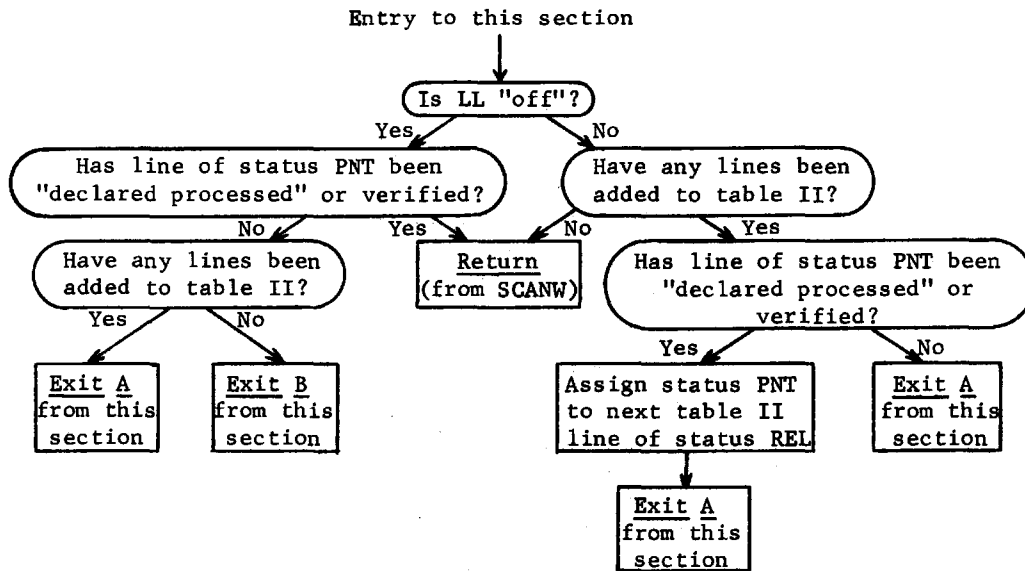 Entry to this section
Is LL "off"?
Yes
No
Has line of status PNT been
"declared processed" or verified?
Have any lines been
added to table II?
No
Yes
No
Yes
Have any lines been
added to table II?
Return
(from SCANW)
Has line of status PNT been
"declared processed" or
verified?
Yes
No
Yes
No
Exit A
from this
section
Exit B
from this
section
Assign status PNT
to next table II
line of status REL
Exit A
from this
section
Exit A
from this
section